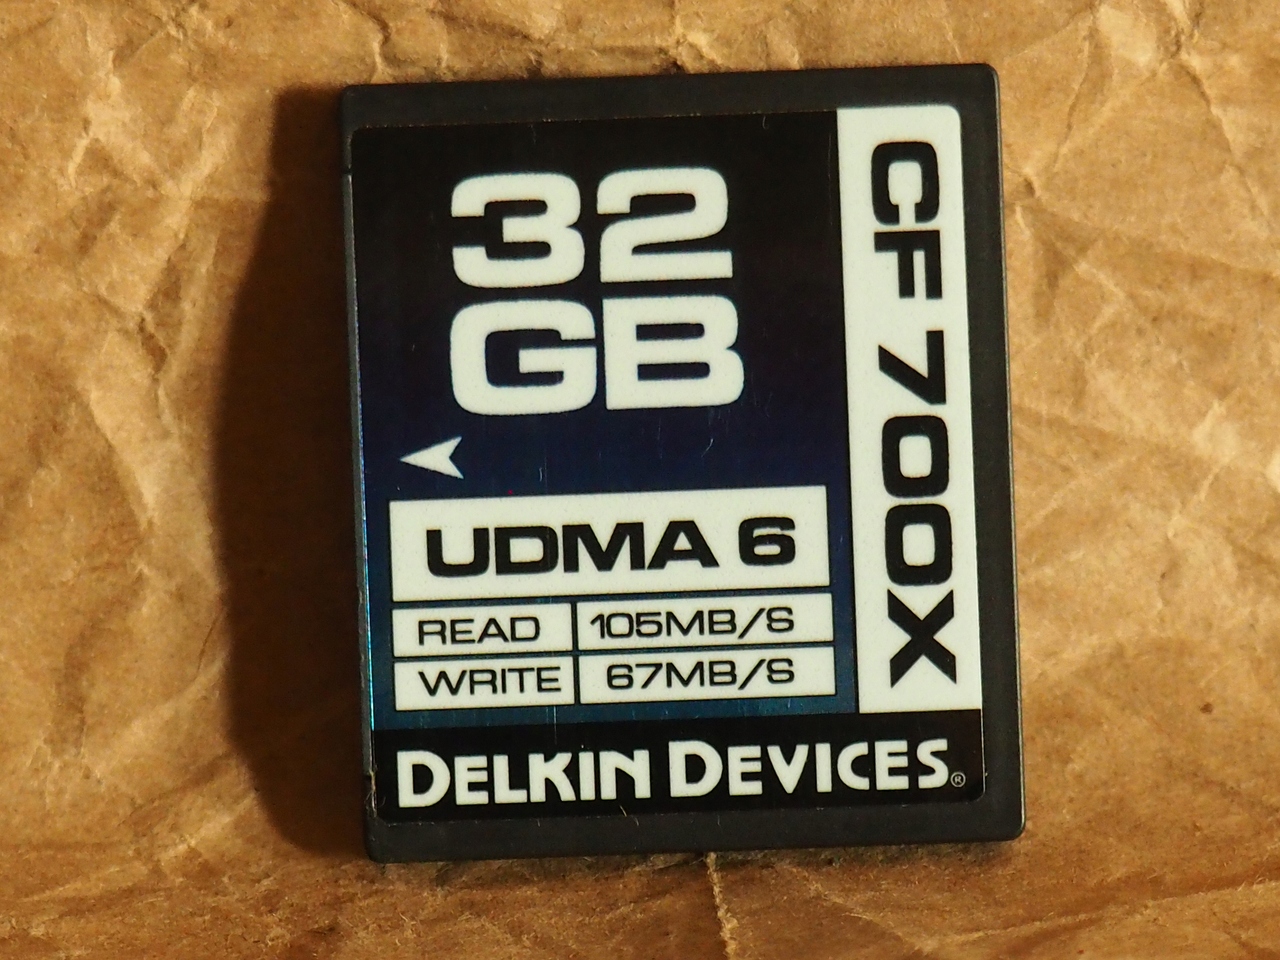 32
GB
UDMA 6
READ 105MB/S
WRITE 67MB/S
DELKIN DEVICES®
CF 700X